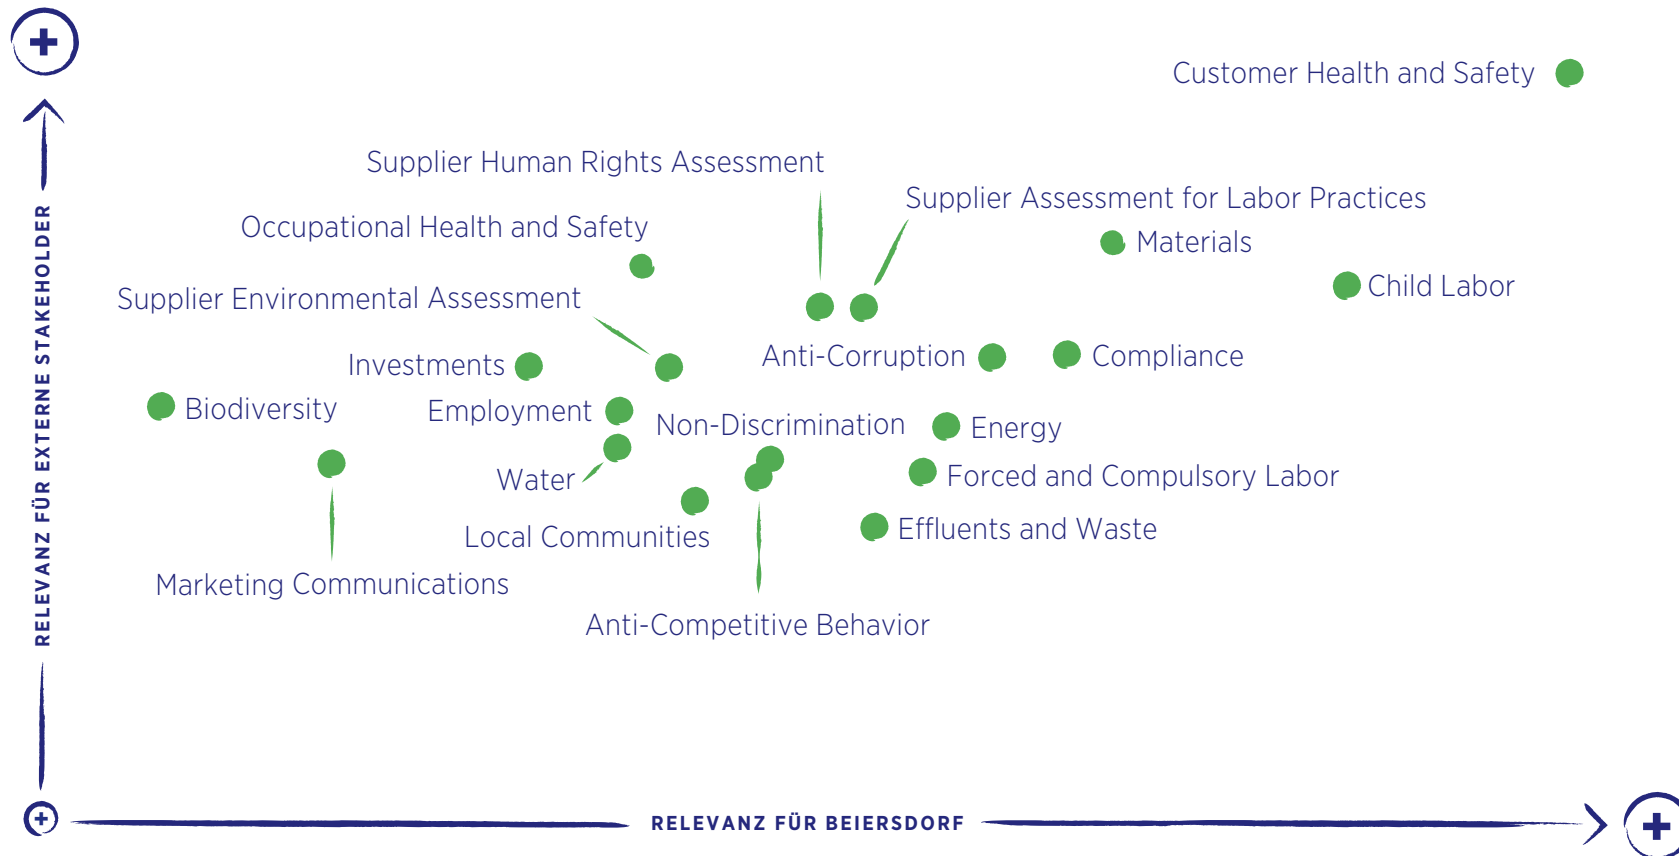 Customer Health and Safety
Supplier Human Rights Assessment
Supplier Assessment for Labor Practices
Occupational Health and Safety
Materials
Child Labor
Supplier Environmental Assessment
Anti-Corruption
Compliance
Investments
Biodiversity
Employment
Non-Discrimination
Energy
Water
Forced and Compulsory Labor
Local Communities
Effluents and Waste
Marketing Communications
Anti-Competitive Behavior
RELEVANZ FÜR EXTERNE STAKEHOLDER
RELEVANZ FÜR BEIERSDORF